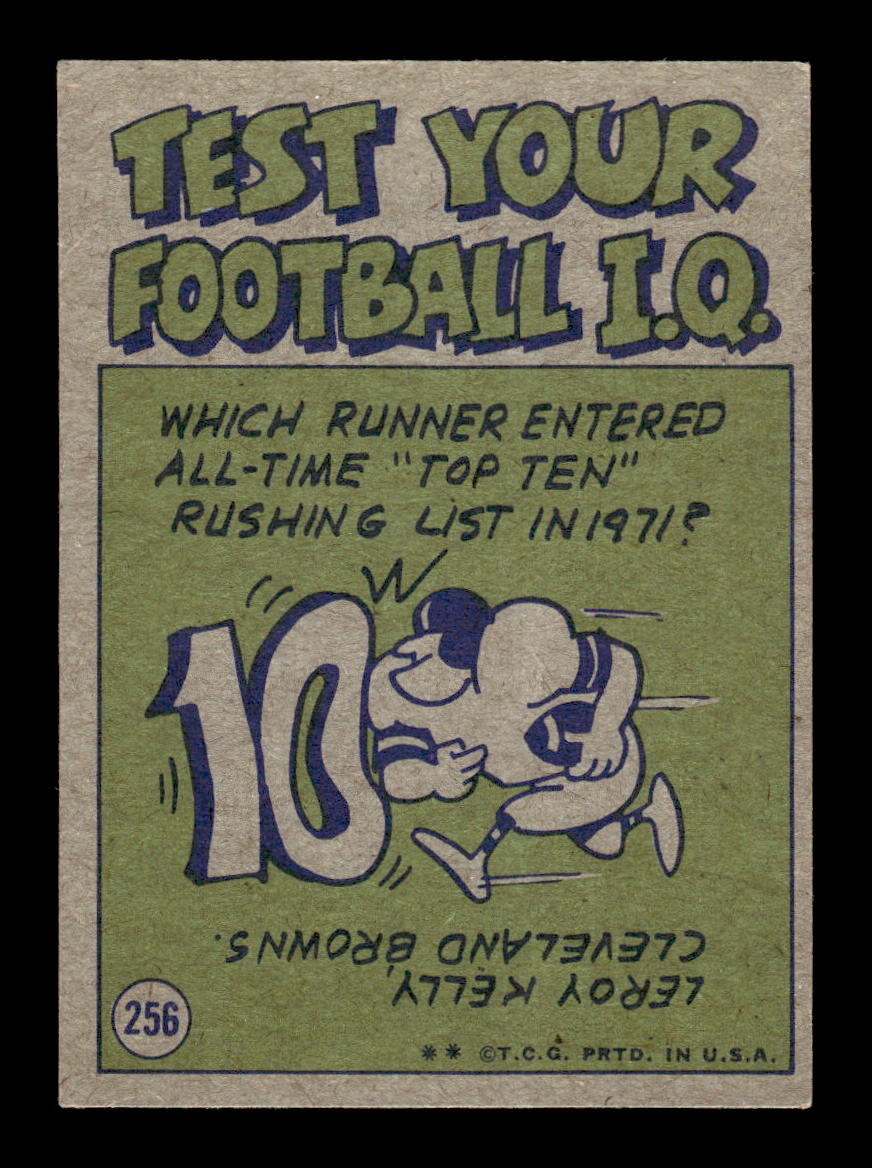 TEST YOUR
FOOTBALL I.Q.
WHICH RUNNER ENTERED
ALL-TIME "TOP TEN"
RUSHING LIST IN 1971?
10
LEROY KELLY,
CLEVELAND BROWNS.
256
** ©T.C.G. PRTD. IN U.S.A.